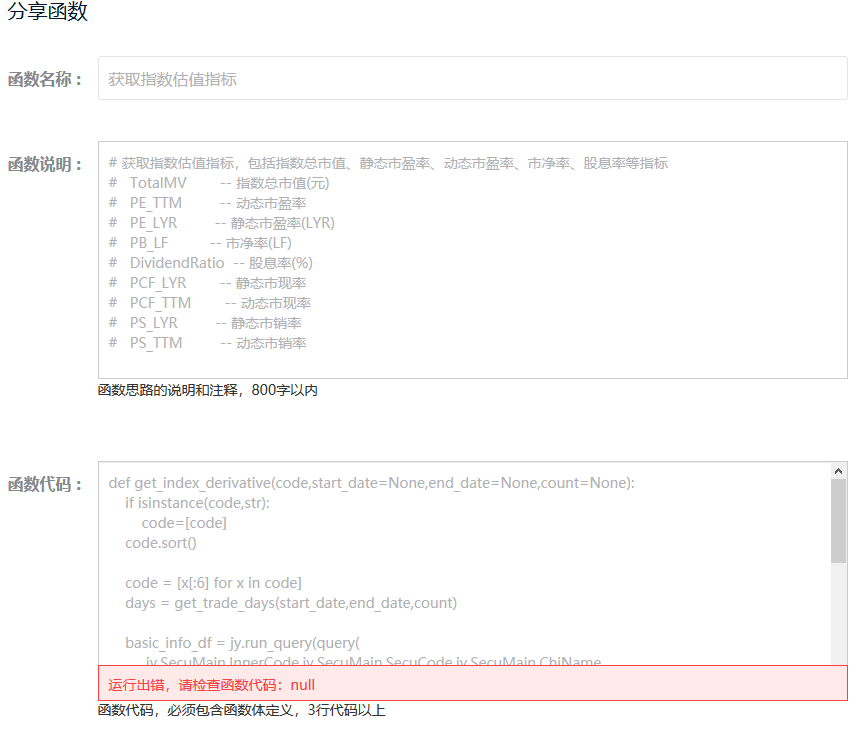 分享函数
函数名称：
获取指数估值指标
函数说明：
# 获取指数估值指标，包括指数总市值、静态市盈率、动态市盈率、市净率、股息率等指标
# TotalMV -- 指数总市值(元)
# PE_TTM -- 动态市盈率
# PE_LYR -- 静态市盈率(LYR)
# PB_LF -- 市净率(LF)
# DividendRatio -- 股息率(%)
# PCF_LYR -- 静态市现率
# PCF_TTM -- 动态市现率
# PS_LYR -- 静态市销率
# PS_TTM -- 动态市销率
函数思路的说明和注释，800字以内
函数代码：
def get_index_derivative(code,start_date=None,end_date=None,count=None):
if isinstance(code,str):
code=[code]
code.sort()
code = [x[:6] for x in code]
days = get_trade_days(start_date,end_date,count)
basic_info_df = jy.run_query(query(
jy.SecuMain.InnerCode,jy.SecuMain.SecuCode,jy.SecuMain.ChiName
运行出错，请检查函数代码：null
函数代码，必须包含函数体定义，3行代码以上